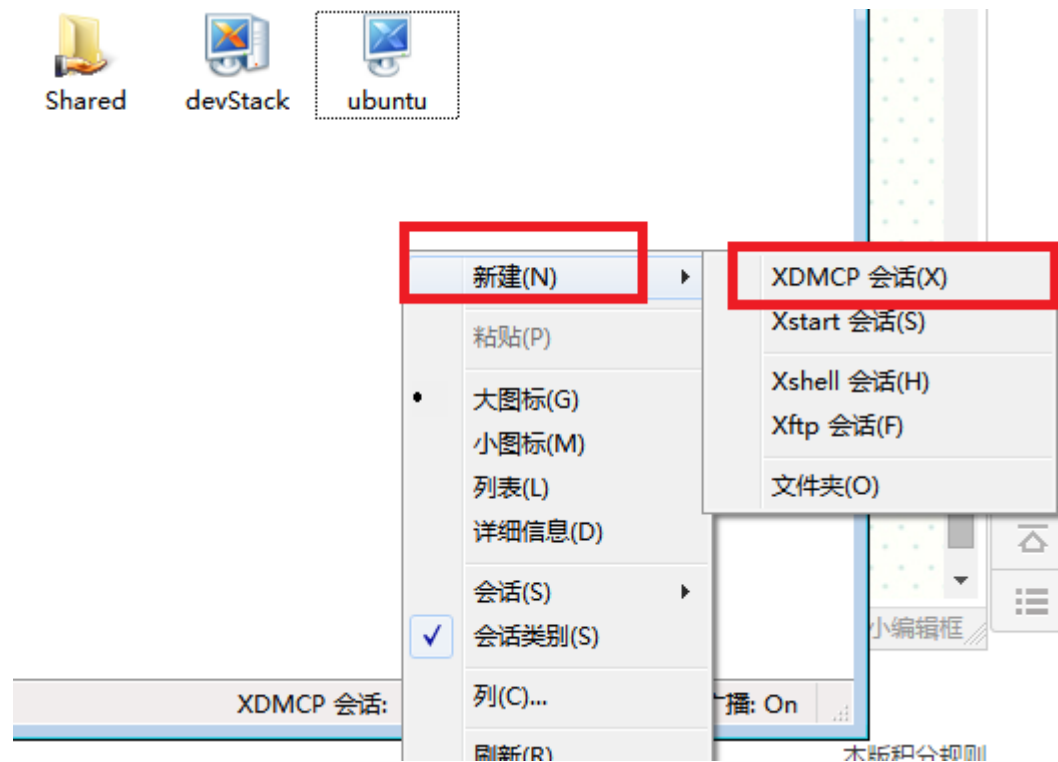 Shared
devStack
ubuntu
新建(N)
XDMCP 会话(X)
Xstart 会话(S)
粘贴(P)
Xshell 会话(H)
大图标(G)
Xftp 会话(F)
小图标(M)
列表(L)
文件夹(O)
详细信息(D)
会话(S)
会话类别(S)
小编辑框
列(C)...
XDMCP 会话:
播: On
刷新(R)
本版积分规则